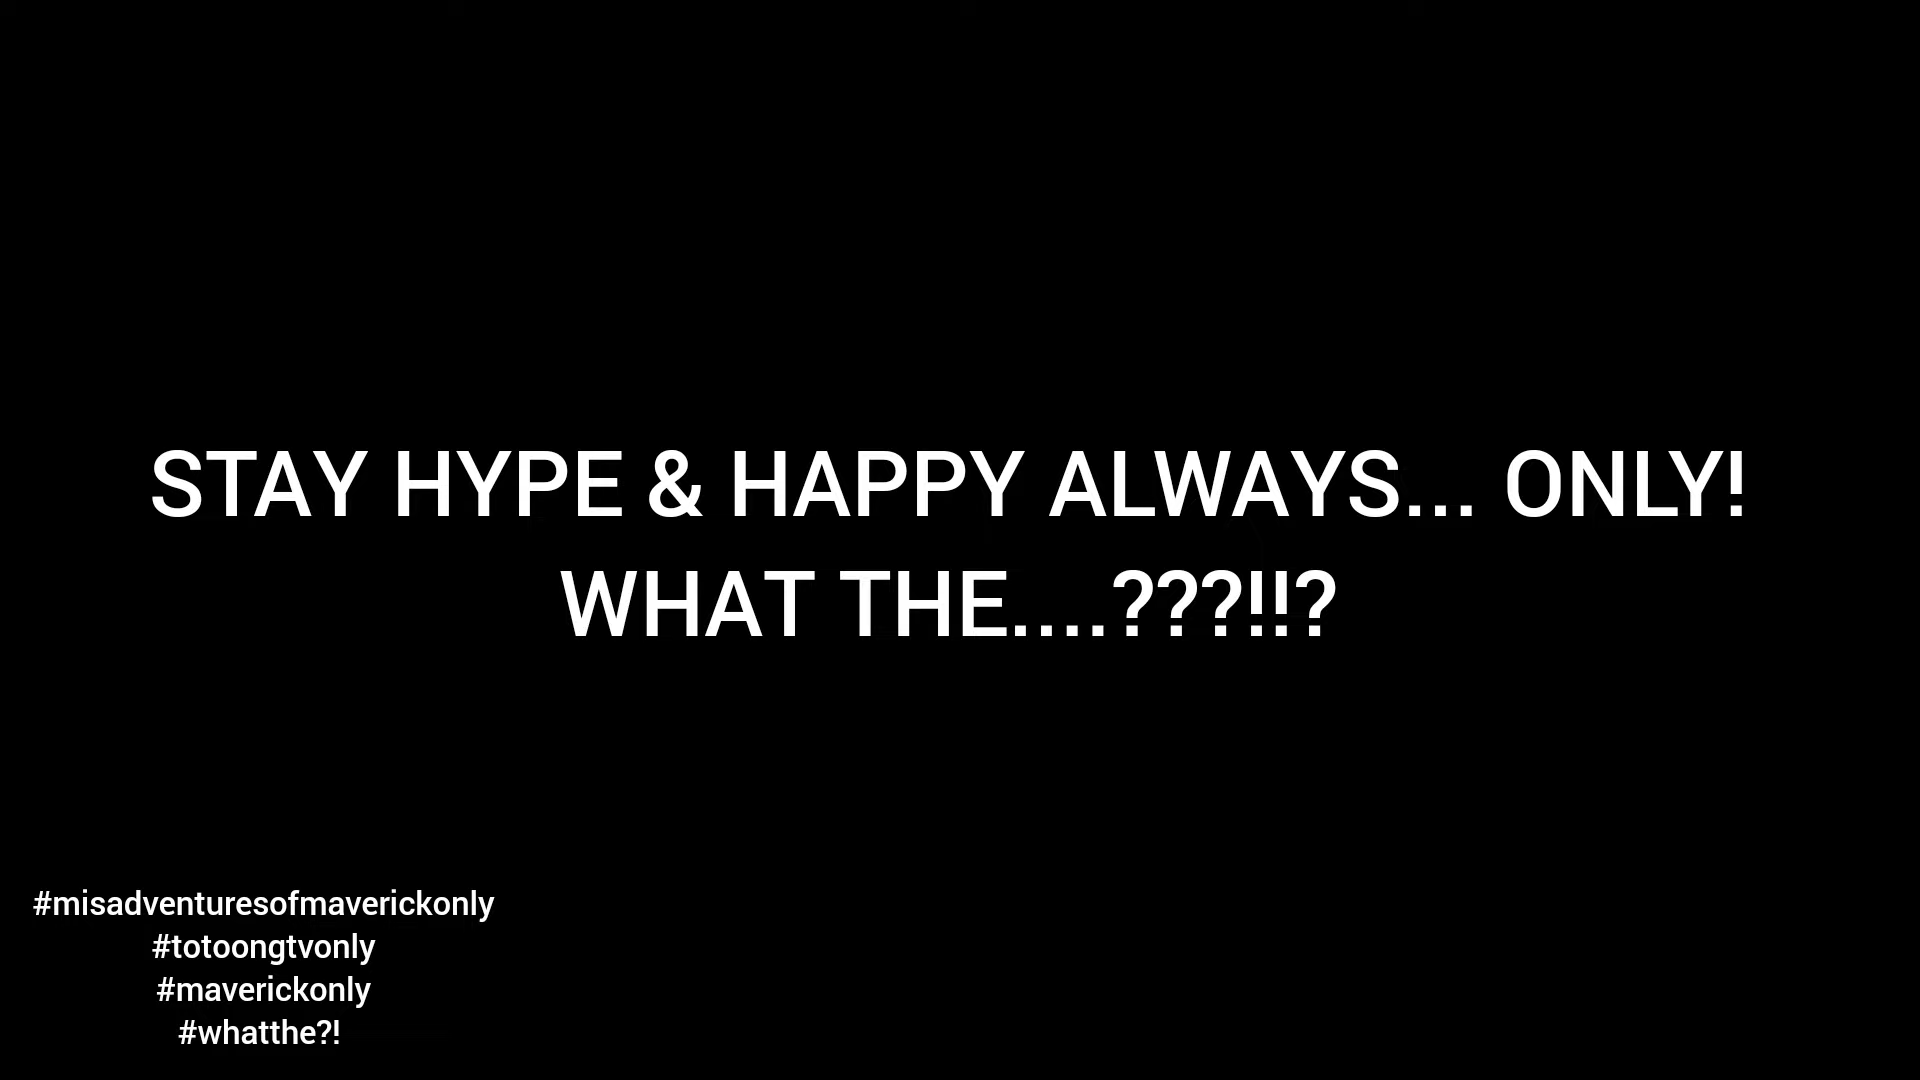 STAY HYPE & HAPPY ALWAYS... ONLY!
WHAT THE....???!!?
#misadventuresofmaverickonly
#totoongtvonly
#maverickonly
#whatthe?!